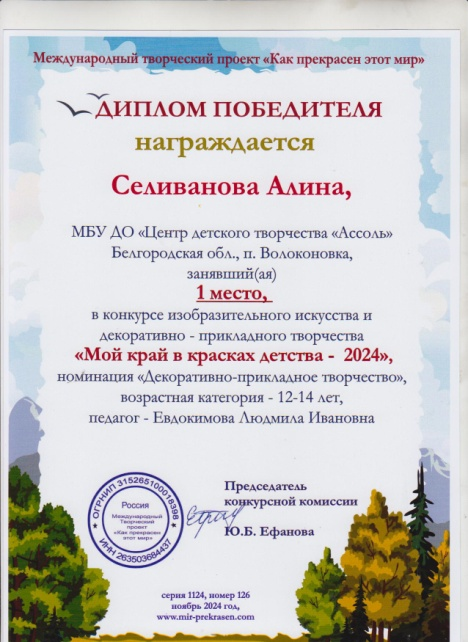 Международный творческий проект «Как прекрасен этот мир»
ДИПЛОМ ПОБЕДИТЕЛЯ
награждается
Селиванова Алина,
МБУ ДО «Центр детского творчества «Ассоль»
Белгородская обл., п. Волоконовка,
занявший(ая)
1 место,
в конкурсе изобразительного искусства и
декоративно - прикладного творчества
«Мой край в красках детства - 2024»,
номинация «Декоративно-прикладное творчество»,
возрастная категория - 12-14 лет,
педагог - Евдокимова Людмила Ивановна
Председатель
конкурсной комиссии
Ю.Б. Ефанова
ОГРНИП 315265100018398
Россия
Международный
Творческий
проект
«Как прекрасен
этот мир»
ИНН 263503684437
серия 1124, номер 126
ноябрь 2024 год,
www.mir-prekrasen.com